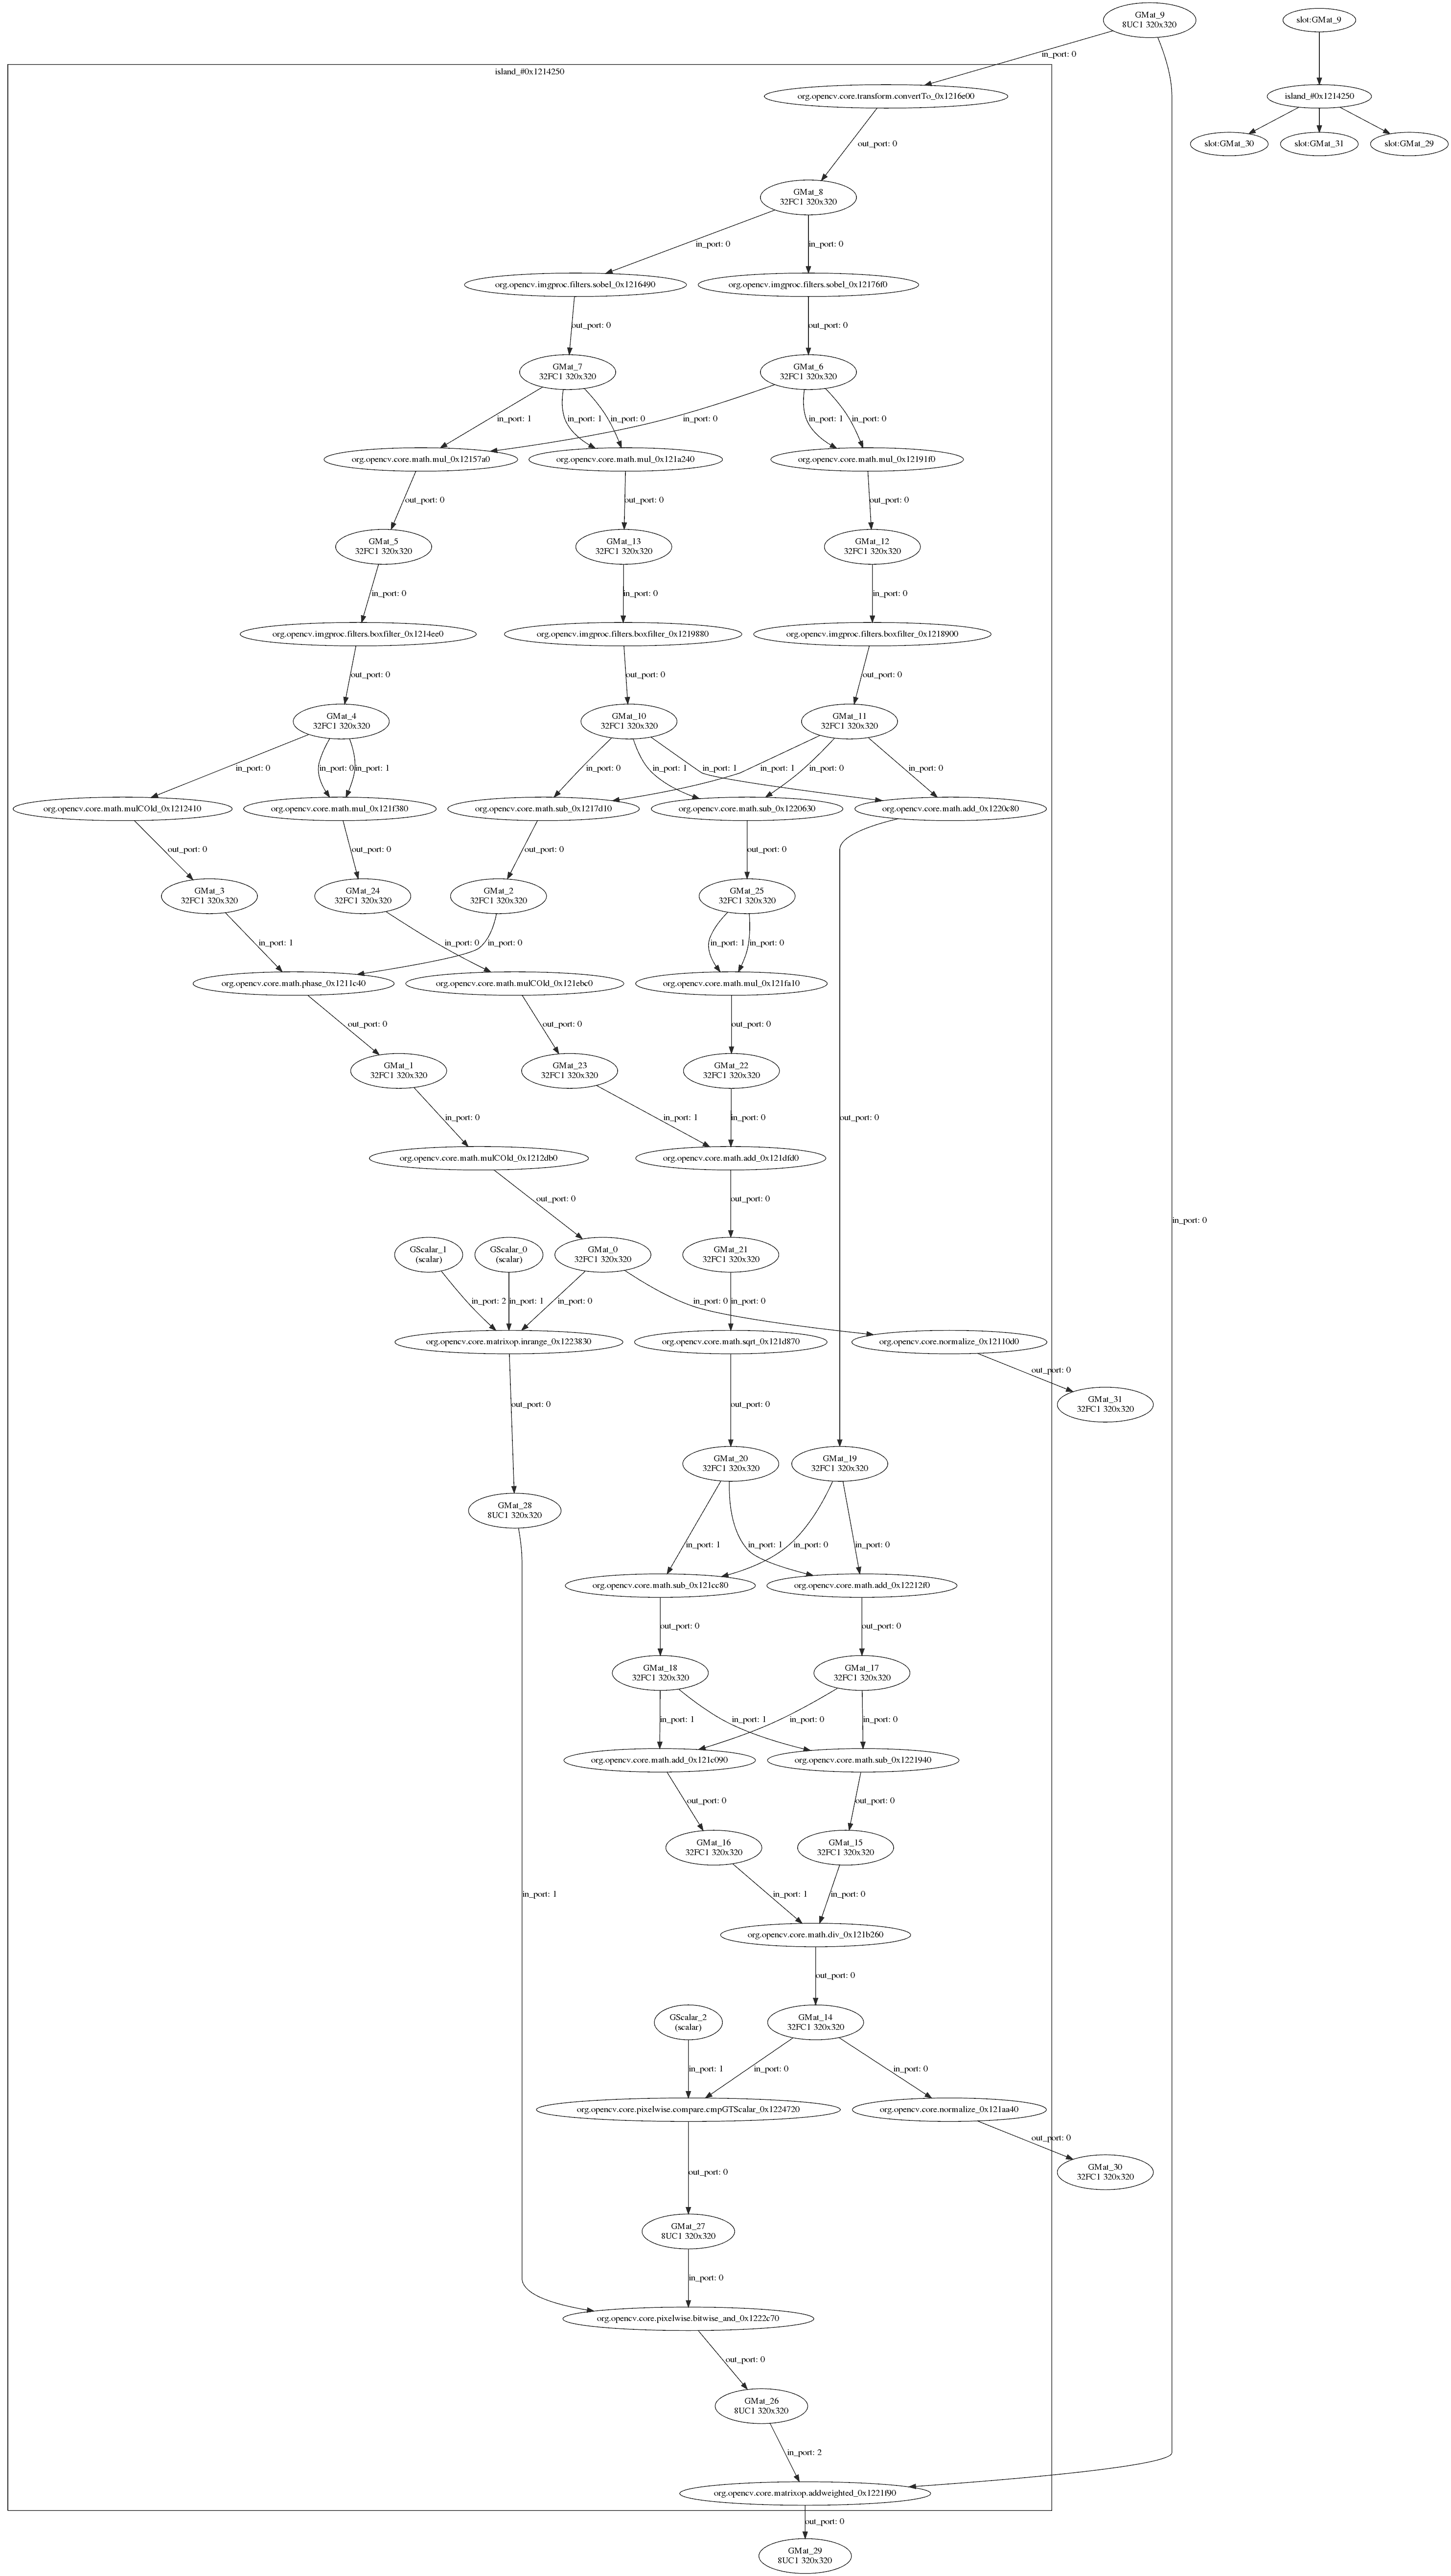 GMat_9
8UC1 320x320
slot:GMat_9
in_port: 0
island_#0x1214250
org.opencv.core.transform.convertTo_0x1216e00
island_#0x1214250
out_port: 0
slot:GMat_30
slot:GMat_31
slot:GMat_29
GMat_8
32FC1 320x320
in_port: 0
in_port: 0
org.opencv.imgproc.filters.sobel_0x1216490
org.opencv.imgproc.filters.sobel_0x12176f0
out_port: 0
out_port: 0
GMat_7
32FC1 320x320
GMat_6
32FC1 320x320
in_port: 1
in_port: 1
in_port: 0
in_port: 0
in_port: 1
in_port: 0
org.opencv.core.math.mul_0x12157a0
org.opencv.core.math.mul_0x121a240
org.opencv.core.math.mul_0x12191f0
out_port: 0
out_port: 0
out_port: 0
GMat_5
32FC1 320x320
GMat_13
32FC1 320x320
GMat_12
32FC1 320x320
in_port: 0
in_port: 0
in_port: 0
org.opencv.imgproc.filters.boxfilter_0x1214ee0
org.opencv.imgproc.filters.boxfilter_0x1219880
org.opencv.imgproc.filters.boxfilter_0x1218900
out_port: 0
out_port: 0
out_port: 0
GMat_4
32FC1 320x320
GMat_10
32FC1 320x320
GMat_11
32FC1 320x320
in_port: 0
in_port: 0
in_port: 1
in_port: 0
in_port: 1
in_port: 1
in_port: 1
in_port: 0
in_port: 0
org.opencv.core.math.mulCOld_0x1212410
org.opencv.core.math.mul_0x121f380
org.opencv.core.math.sub_0x1217d10
org.opencv.core.math.sub_0x1220630
org.opencv.core.math.add_0x1220c80
out_port: 0
out_port: 0
out_port: 0
out_port: 0
GMat_3
32FC1 320x320
GMat_24
32FC1 320x320
GMat_2
32FC1 320x320
GMat_25
32FC1 320x320
in_port: 1
in_port: 0
in_port: 0
in_port: 1
in_port: 0
org.opencv.core.math.phase_0x1211c40
org.opencv.core.math.mulCOld_0x121ebc0
org.opencv.core.math.mul_0x121fa10
out_port: 0
out_port: 0
out_port: 0
GMat_1
32FC1 320x320
GMat_23
32FC1 320x320
GMat_22
32FC1 320x320
in_port: 0
in_port: 1
in_port: 0
out_port: 0
org.opencv.core.math.mulCOld_0x1212db0
org.opencv.core.math.add_0x121dfd0
out_port: 0
out_port: 0
in_port: 0
GScalar_1
(scalar)
GScalar_0
(scalar)
GMat_0
32FC1 320x320
GMat_21
32FC1 320x320
in_port: 2
in_port: 1
in_port: 0
in_port: 0
in_port: 0
org.opencv.core.matrixop.inrange_0x1223830
org.opencv.core.math.sqrt_0x121d870
org.opencv.core.normalize_0x12110d0
out_port: 0
out_port: 0
out_port: 0
GMat_31
32FC1 320x320
GMat_20
32FC1 320x320
GMat_19
32FC1 320x320
GMat_28
8UC1 320x320
in_port: 1
in_port: 1
in_port: 0
in_port: 0
org.opencv.core.math.sub_0x121cc80
org.opencv.core.math.add_0x12212f0
out_port: 0
out_port: 0
GMat_18
32FC1 320x320
GMat_17
32FC1 320x320
in_port: 1
in_port: 1
in_port: 0
in_port: 0
org.opencv.core.math.add_0x121c090
org.opencv.core.math.sub_0x1221940
out_port: 0
out_port: 0
GMat_16
32FC1 320x320
GMat_15
32FC1 320x320
in_port: 1
in_port: 1
in_port: 0
org.opencv.core.math.div_0x121b260
out_port: 0
GScalar_2
(scalar)
GMat_14
32FC1 320x320
in_port: 1
in_port: 0
in_port: 0
org.opencv.core.pixelwise.compare.cmpGTScalar_0x1224720
org.opencv.core.normalize_0x121aa40
out_port: 0
out_port: 0
GMat_30
32FC1 320x320
GMat_27
8UC1 320x320
in_port: 0
org.opencv.core.pixelwise.bitwise_and_0x1222c70
out_port: 0
GMat_26
8UC1 320x320
in_port: 2
org.opencv.core.matrixop.addweighted_0x1221f90
out_port: 0
GMat_29
8UC1 320x320